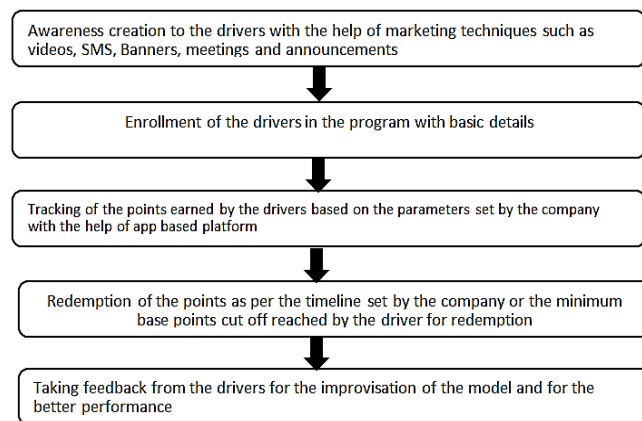 Awareness creation to the drivers with the help of marketing techniques such as
videos, SMS, Banners, meetings and announcements
Enrollment of the drivers in the program with basic details
Tracking of the points earned by the drivers based on the parameters set by the company
with the help of app based platform
Redemption of the points as per the timeline set by the company or the minimum
base points cut off reached by the driver for redemption
Taking feedback from the drivers for the improvisation of the model and for the
better performance